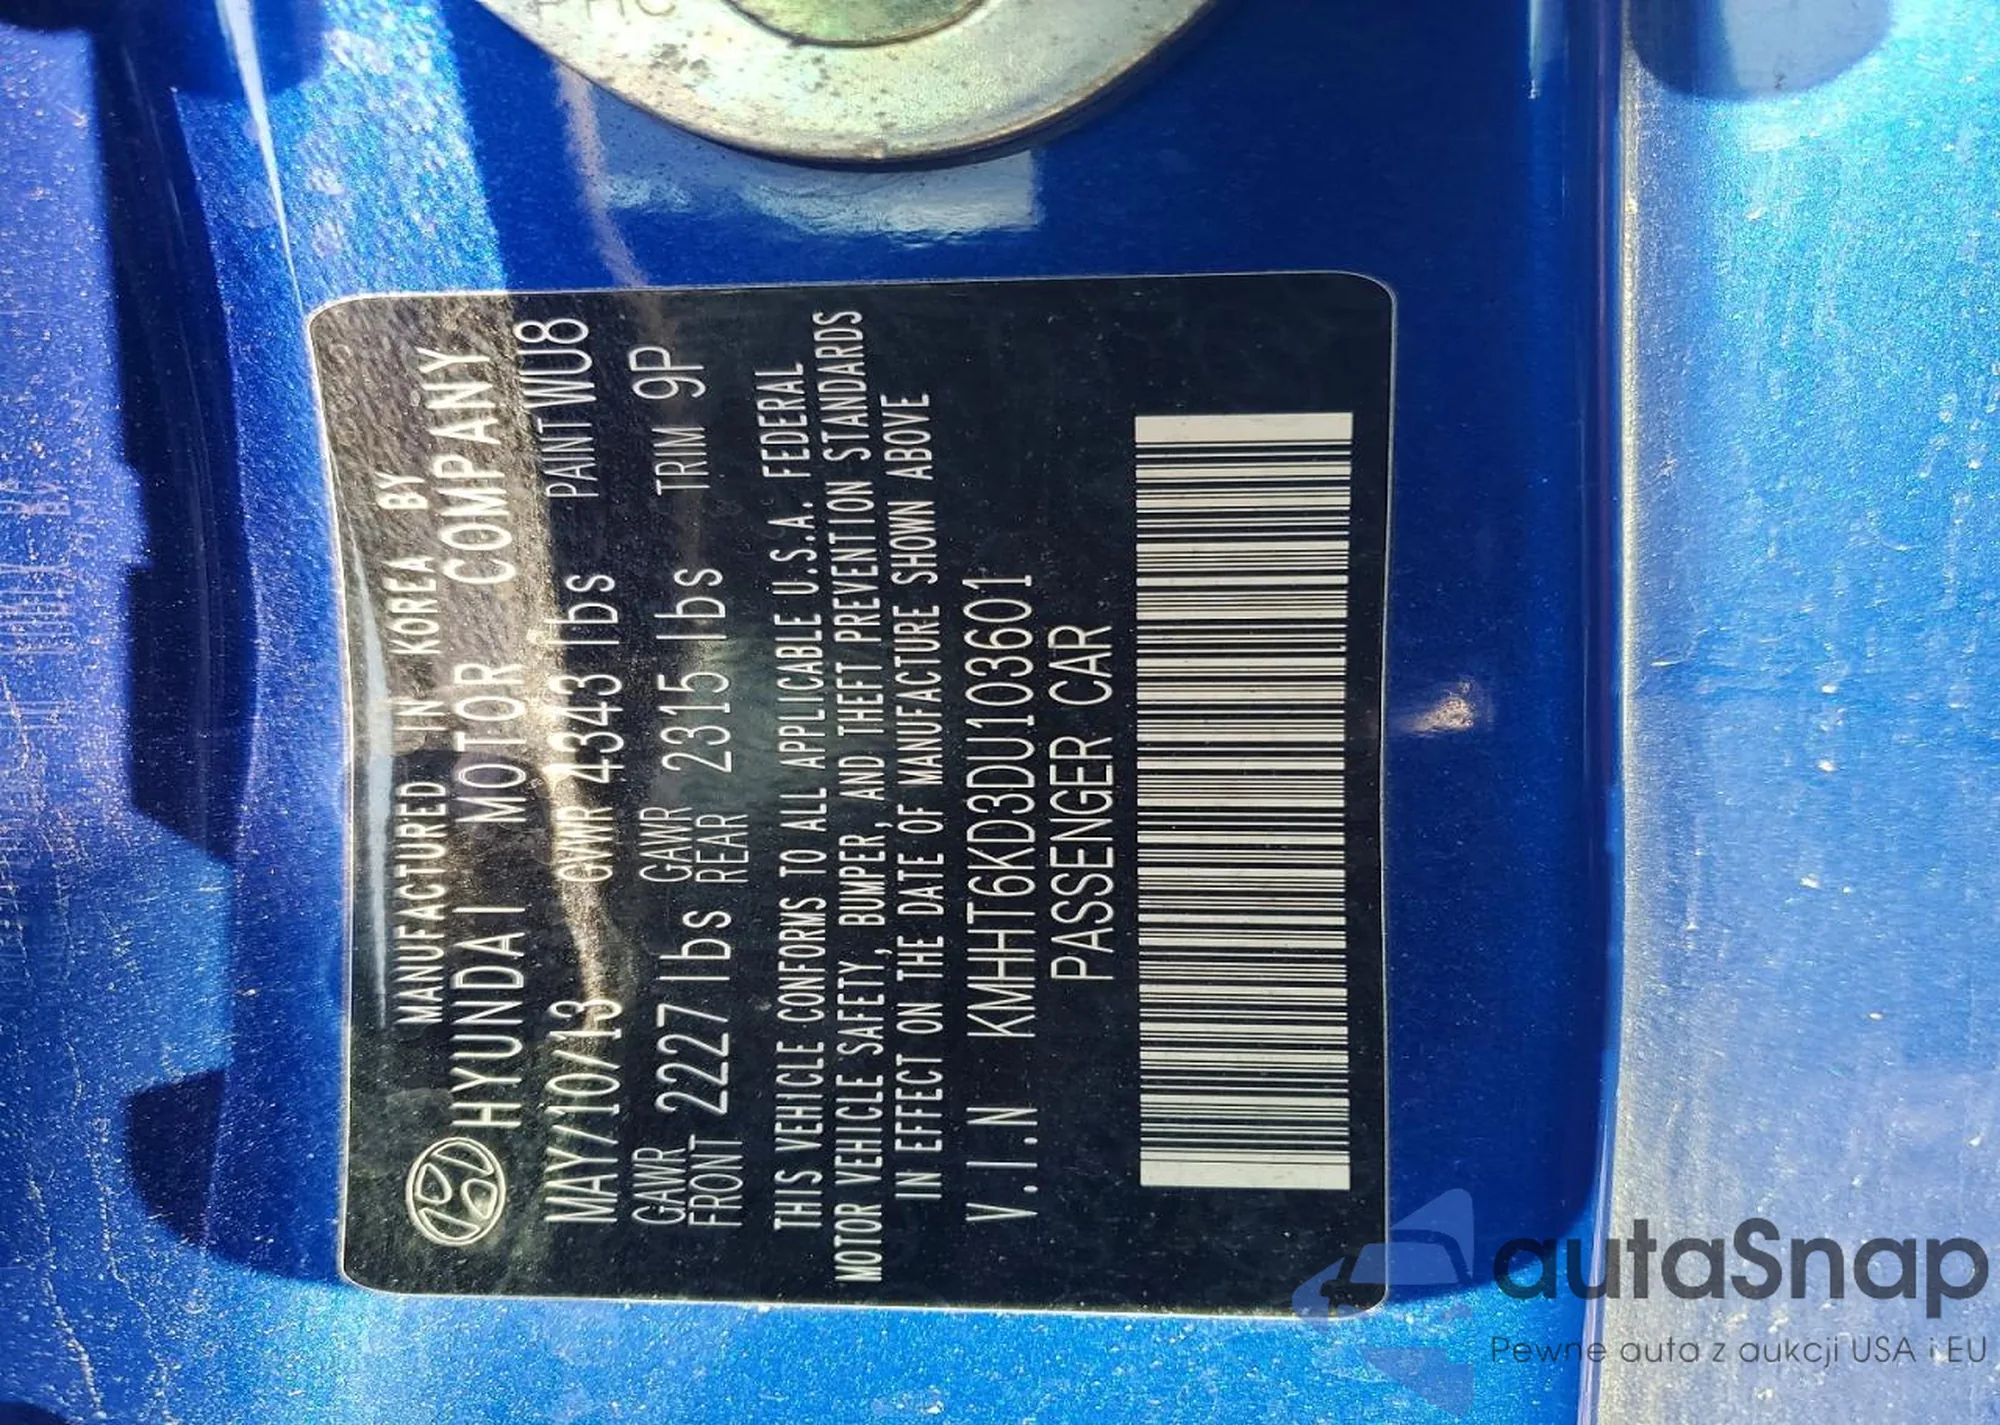 MANUFACTURED IN KOREA BY
HYUNDAI MOTOR COMPANY
MAY/10/13 GVWR 4343 lbs PAINT WU8
GAWR FRONT 2227 lbs GAWR REAR 2315 lbs TRIM 9P
THIS VEHICLE CONFORMS TO ALL APPLICABLE U.S.A. FEDERAL
MOTOR VEHICLE SAFETY, BUMPER, AND THEFT PREVENTION STANDARDS
IN EFFECT ON THE DATE OF MANUFACTURE SHOWN ABOVE
V.I.N KMHHT6KD3DU103601
PASSENGER CAR
autaSnap
Pewne auta z aukcji USA i EU